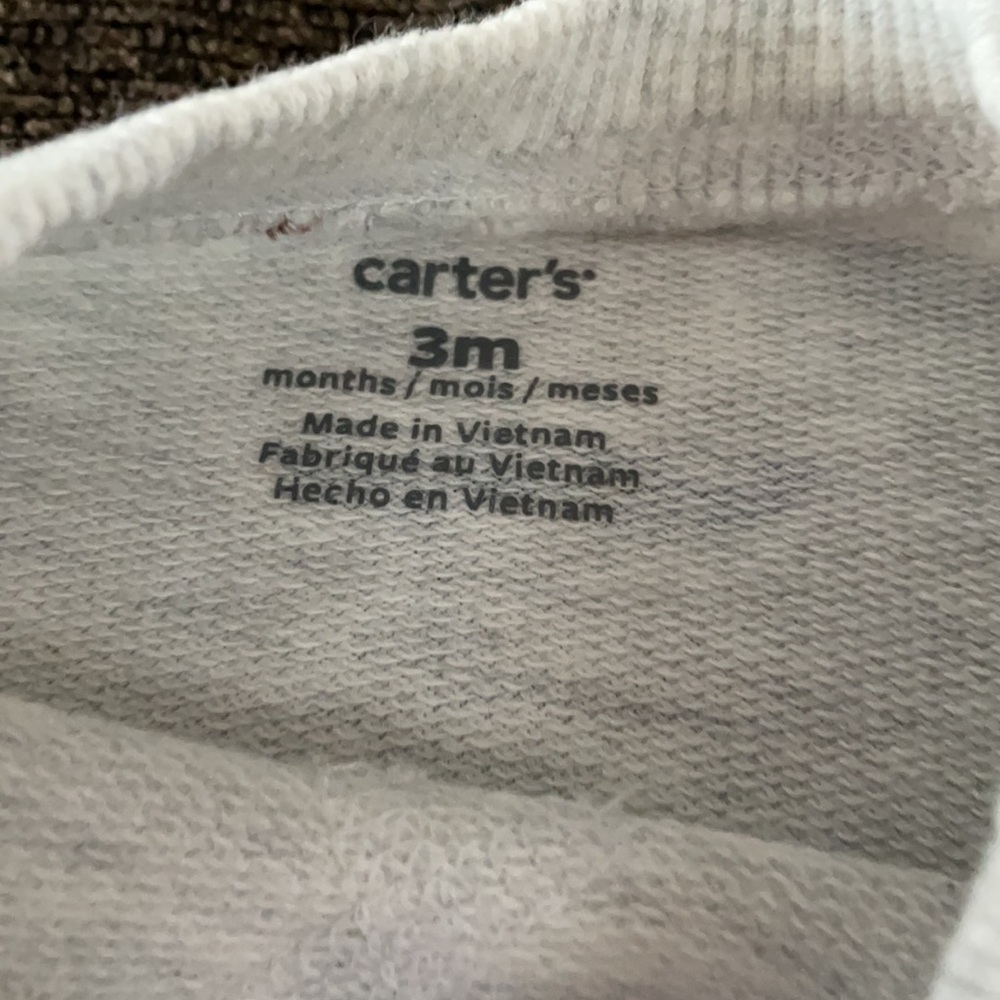 carter's
3m
months / mois / meses
Made in Vietnam
Fabriqué au Vietnam
Hecho en Vietnam